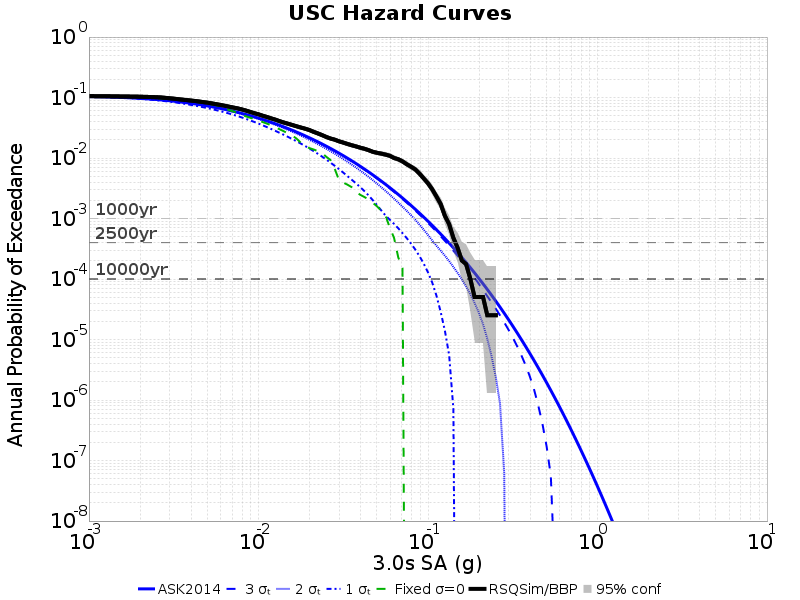 USC Hazard Curves
Annual Probability of Exceedance
10^0
10^-1
10^-2
10^-3
10^-4
10^-5
10^-6
10^-7
10^-8
1000yr
2500yr
10000yr
10^-3 10^-2 10^-1 10^0 10^1
3.0s SA (g)
ASK2014 3 σₜ 2 σₜ 1 σₜ Fixed σ=0 RSQSim/BBP 95% conf